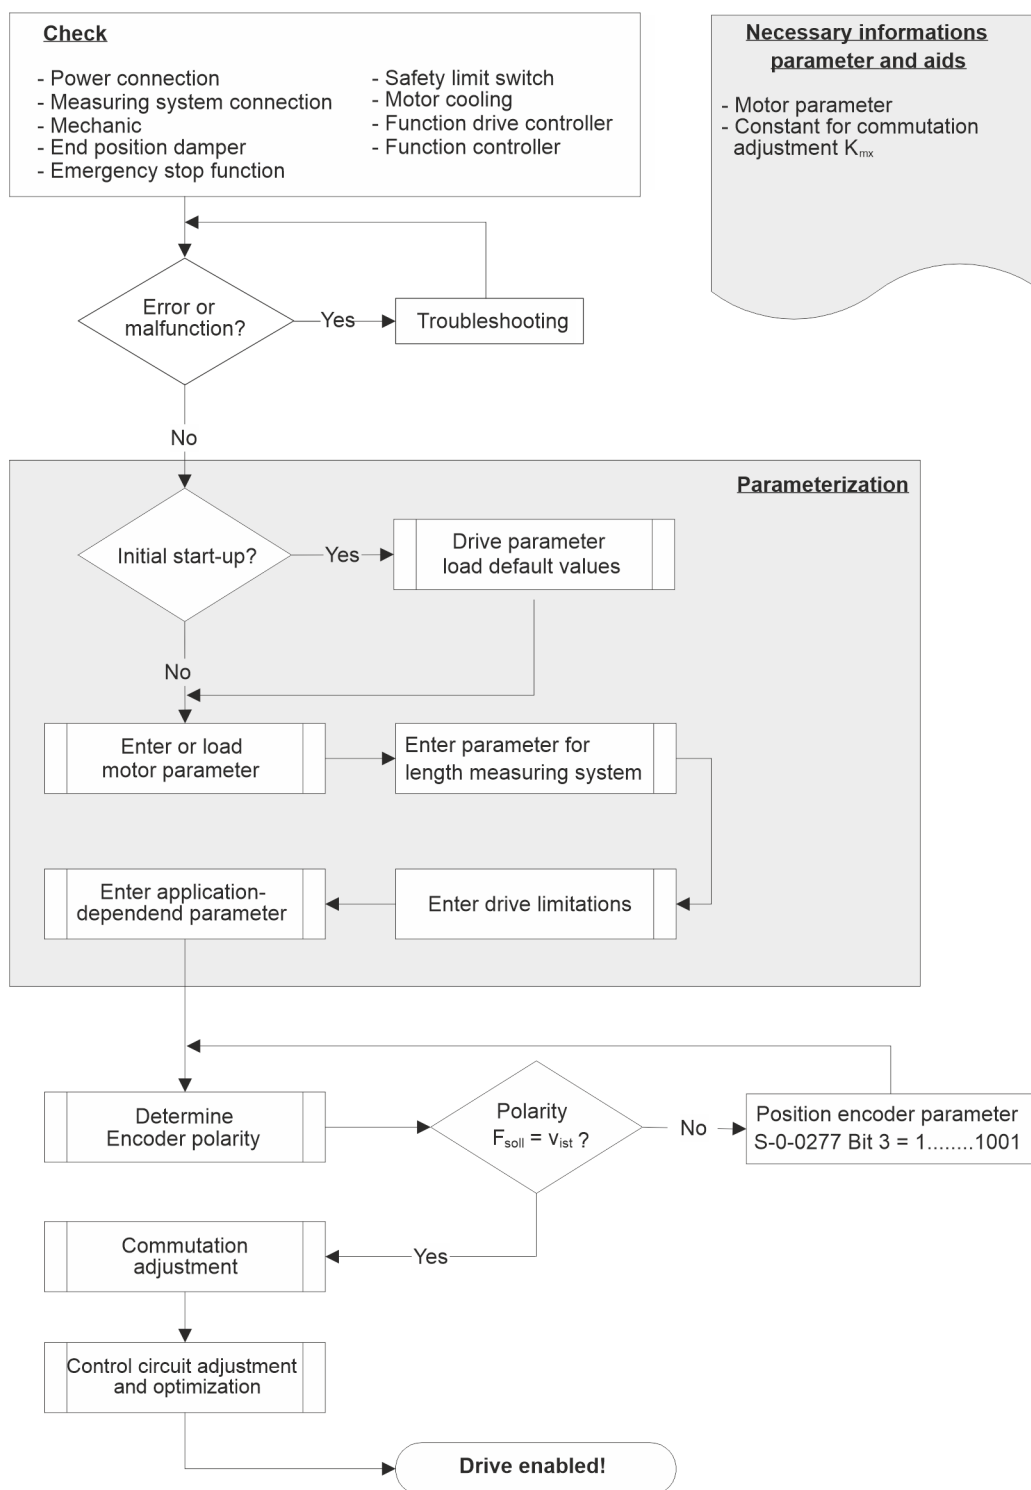 Check
- Power connection
- Measuring system connection
- Mechanic
- End position damper
- Emergency stop function
- Safety limit switch
- Motor cooling
- Function drive controller
- Function controller
Necessary informations
parameter and aids
- Motor parameter
- Constant for commutation
adjustment Kmx
Error or
malfunction?
Yes
Troubleshooting
No
Parameterization
Initial start-up?
Yes
Drive parameter
load default values
No
Enter or load
motor parameter
Enter parameter for
length measuring system
Enter application-
dependend parameter
Enter drive limitations
Determine
Encoder polarity
Polarity
Fsoll = vist ?
No
Position encoder parameter
S-0-0277 Bit 3 = 1........1001
Commutation
adjustment
Yes
Control circuit adjustment
and optimization
Drive enabled!